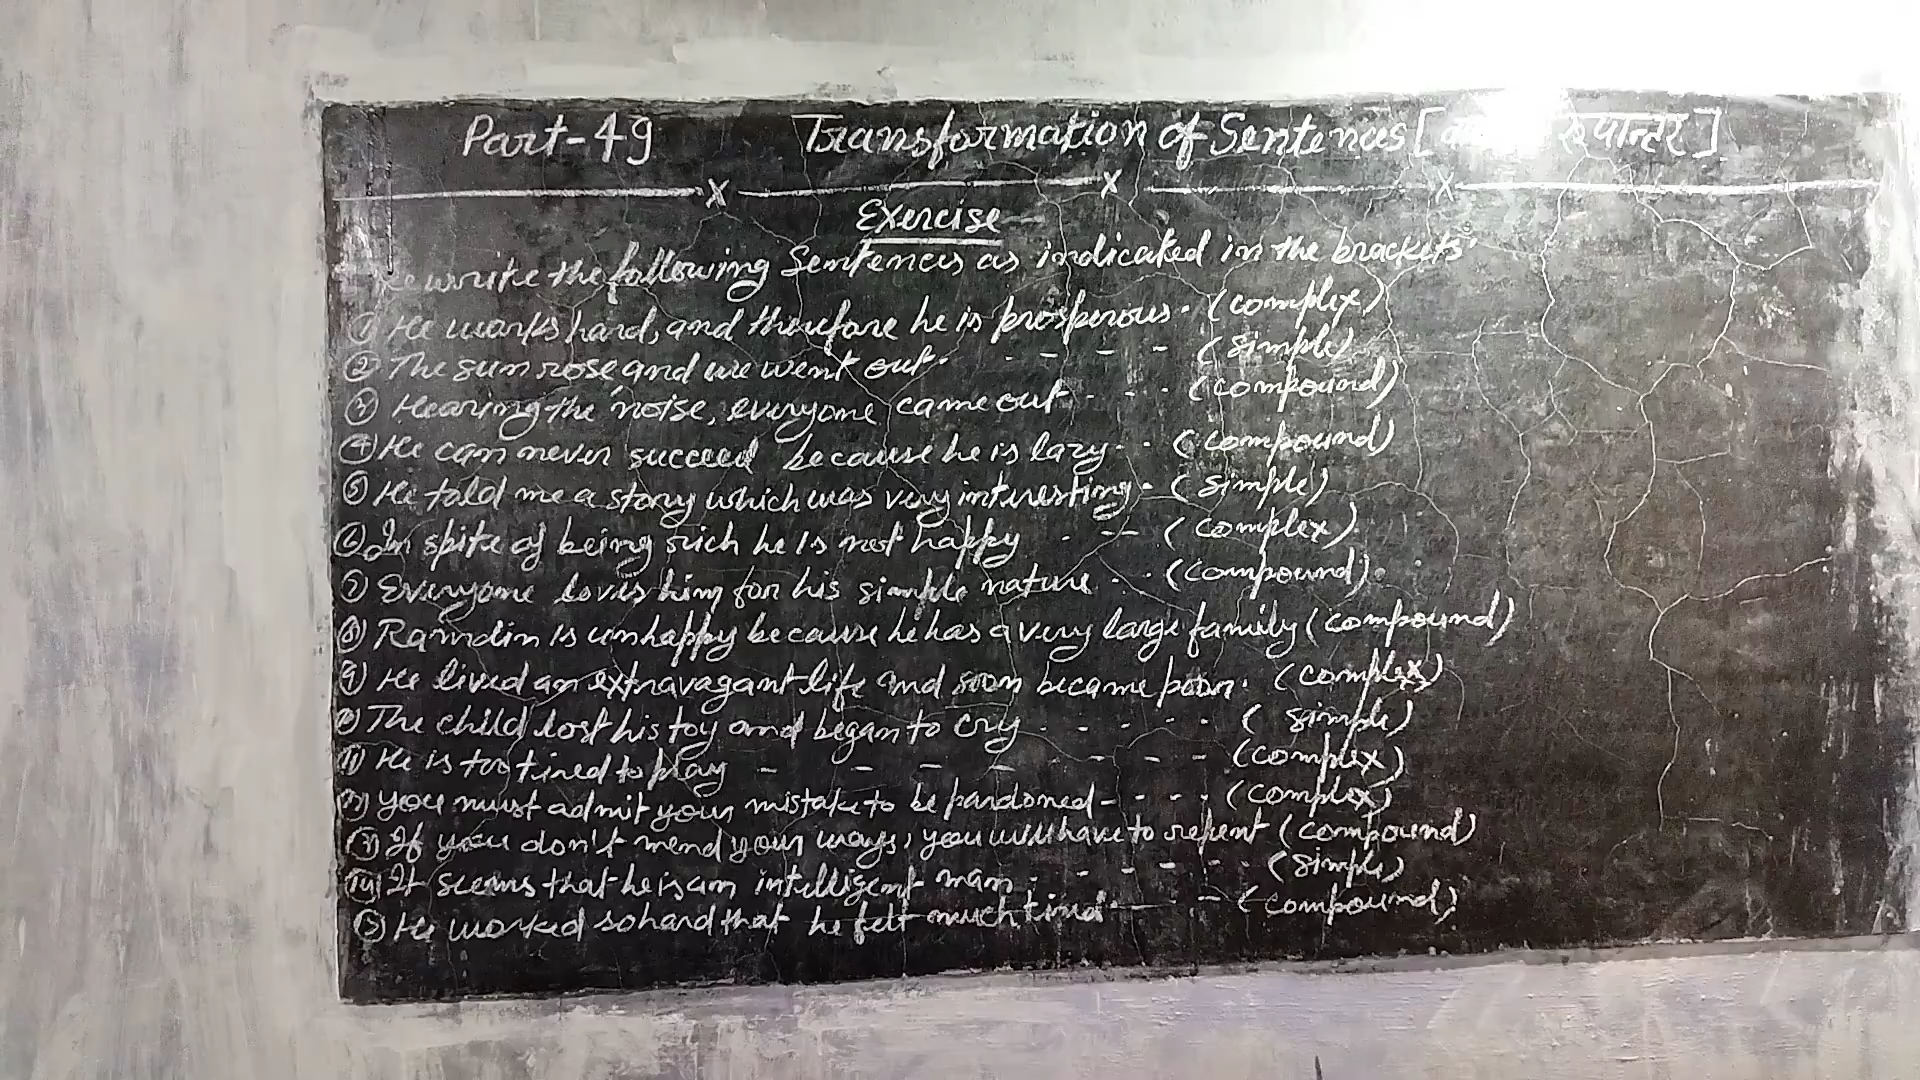 Part-49 Transformation of Sentences [ रूपान्तर ]
Exercise
Rewrite the following Sentences as indicated in the brackets.
① He works hard, and therefore he is prosperous. (complex)
② The sun rose and we went out. - - - - (simple)
③ Hearing the noise, everyone came out - - - (compound)
④ He can never succeed because he is lazy - - (compound)
⑤ He told me a story which was very interesting - (simple)
⑥ In spite of being rich he is not happy - -- (complex)
⑦ Everyone loves him for his simple nature - - (compound)
⑧ Ramdin is unhappy because he has a very large family (compound)
⑨ He lived an extravagant life and soon became poor. (complex)
⑩ The child lost his toy and began to cry - - - - - (simple)
⑪ He is too tired to play - - - - - - - - (complex)
⑫ You must admit your mistake to be pardoned - - - - (complex)
⑬ If you don't mend your ways, you will have to repent (compound)
⑭ It seems that he is an intelligent man - - - - - - (simple)
⑮ He worked so hard that he felt much tired - - - - (compound)